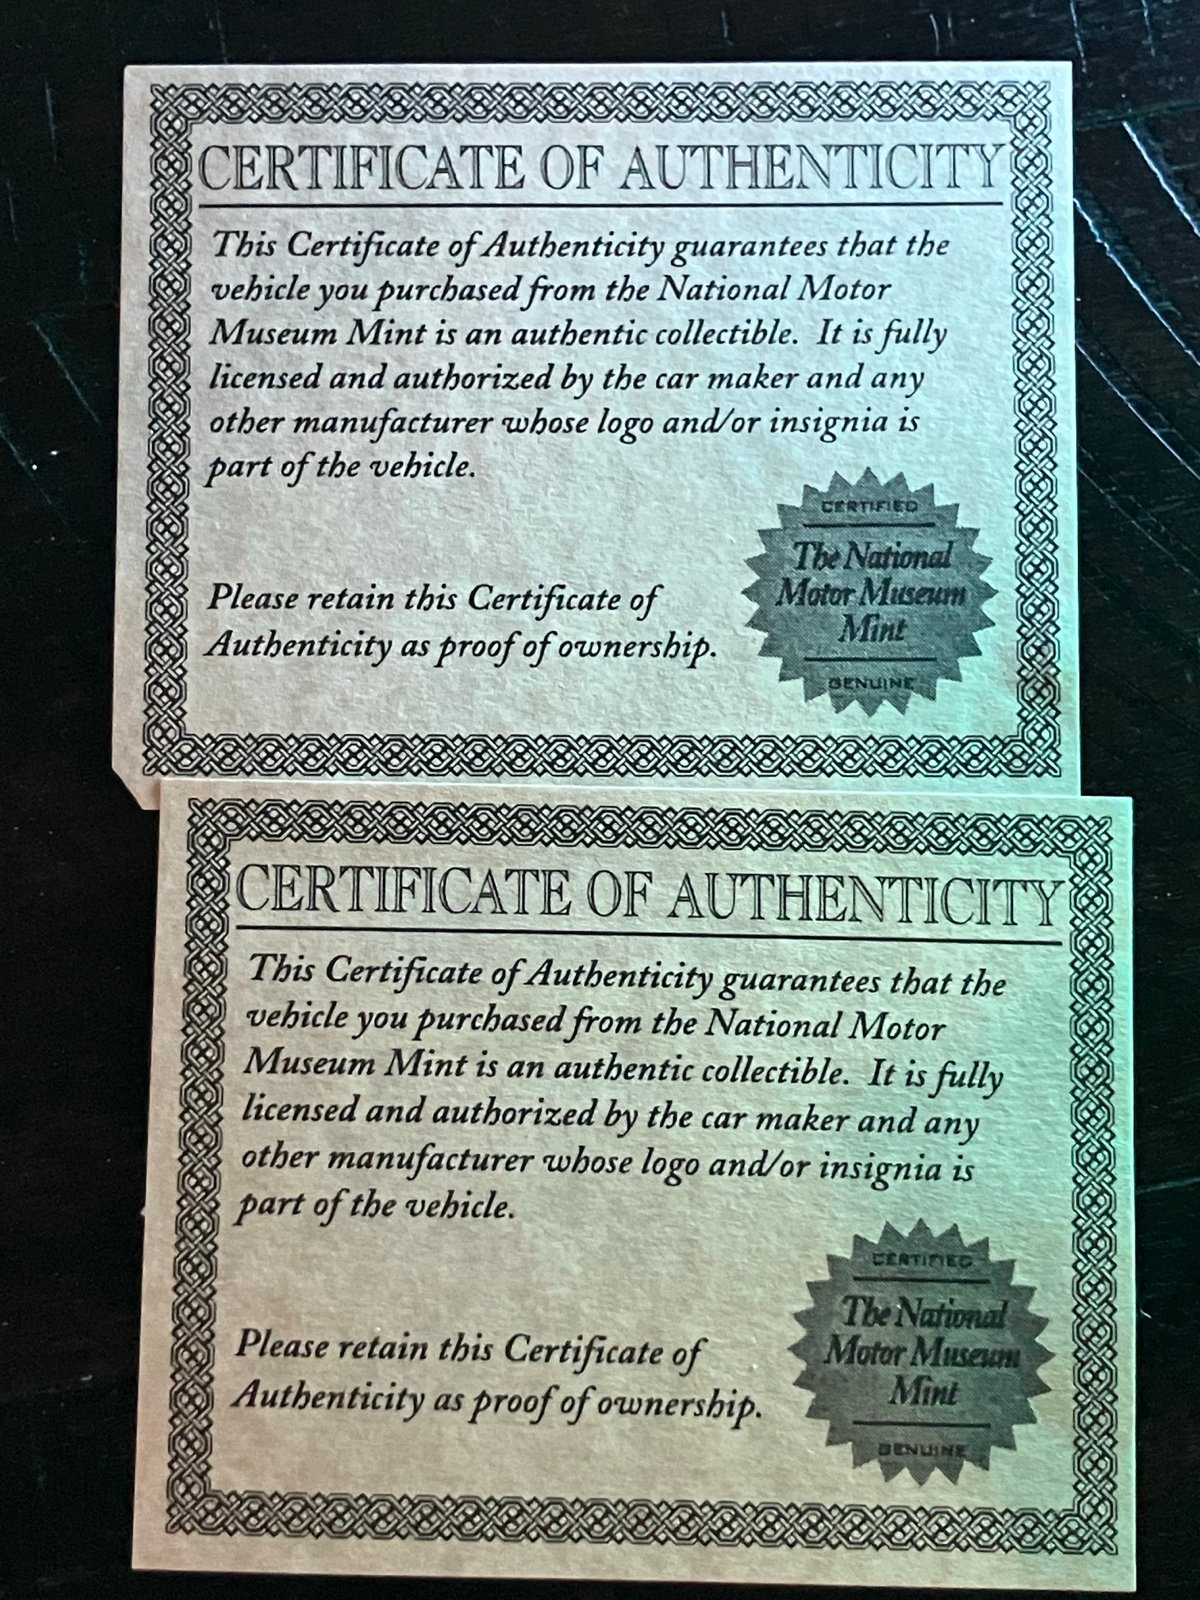 CERTIFICATE OF AUTHENTICITY
This Certificate of Authenticity guarantees that the
vehicle you purchased from the National Motor
Museum Mint is an authentic collectible. It is fully
licensed and authorized by the car maker and any
other manufacturer whose logo and/or insignia is
part of the vehicle.
Please retain this Certificate of
Authenticity as proof of ownership.
CERTIFIED
The National
Motor Museum
Mint
GENUINE
CERTIFICATE OF AUTHENTICITY
This Certificate of Authenticity guarantees that the
vehicle you purchased from the National Motor
Museum Mint is an authentic collectible. It is fully
licensed and authorized by the car maker and any
other manufacturer whose logo and/or insignia is
part of the vehicle.
Please retain this Certificate of
Authenticity as proof of ownership.
CERTIFIED
The National
Motor Museum
Mint
GENUINE